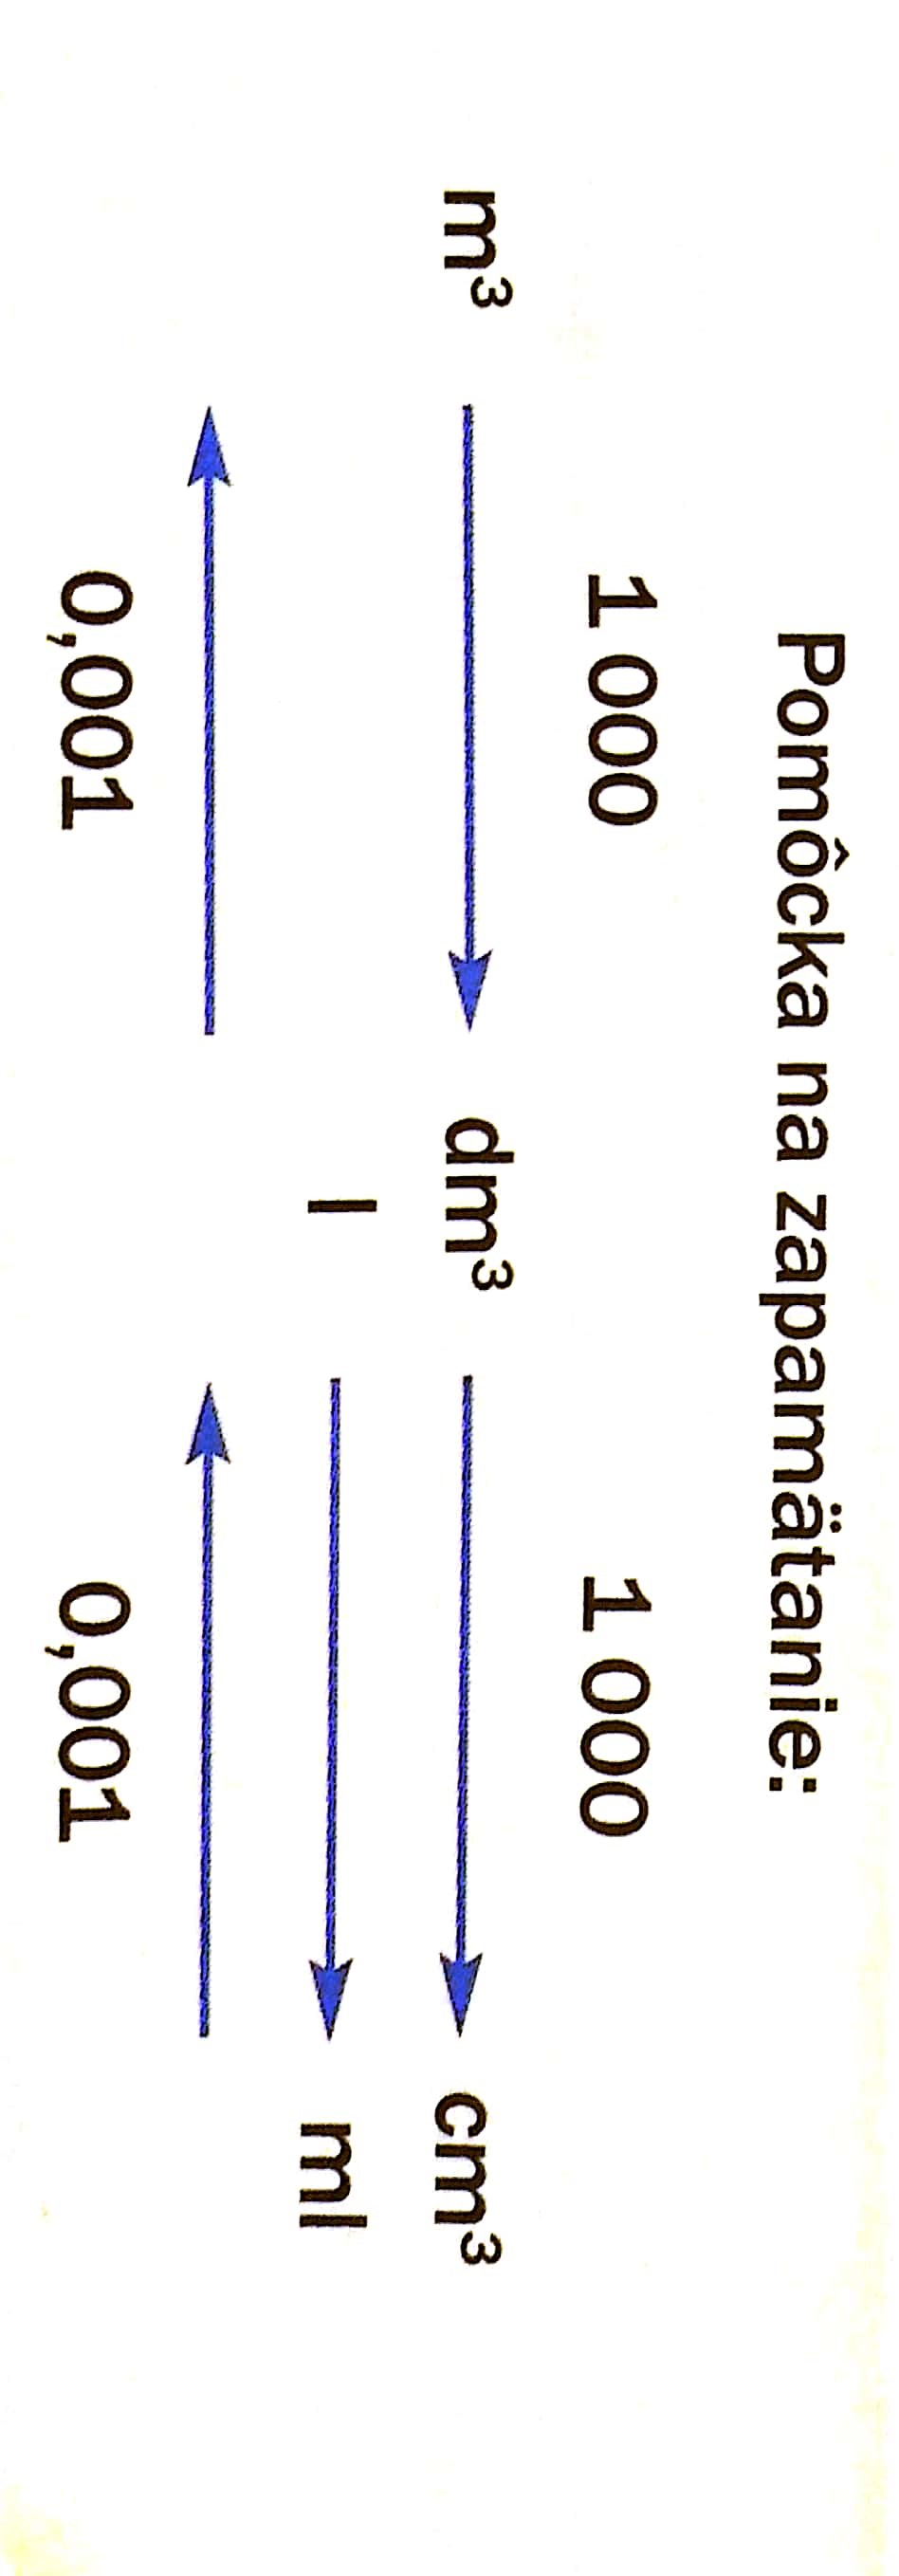 Pomôcka na zapamätanie:
1 000 1 000
m³ dm³ cm³
l ml
0,001 0,001